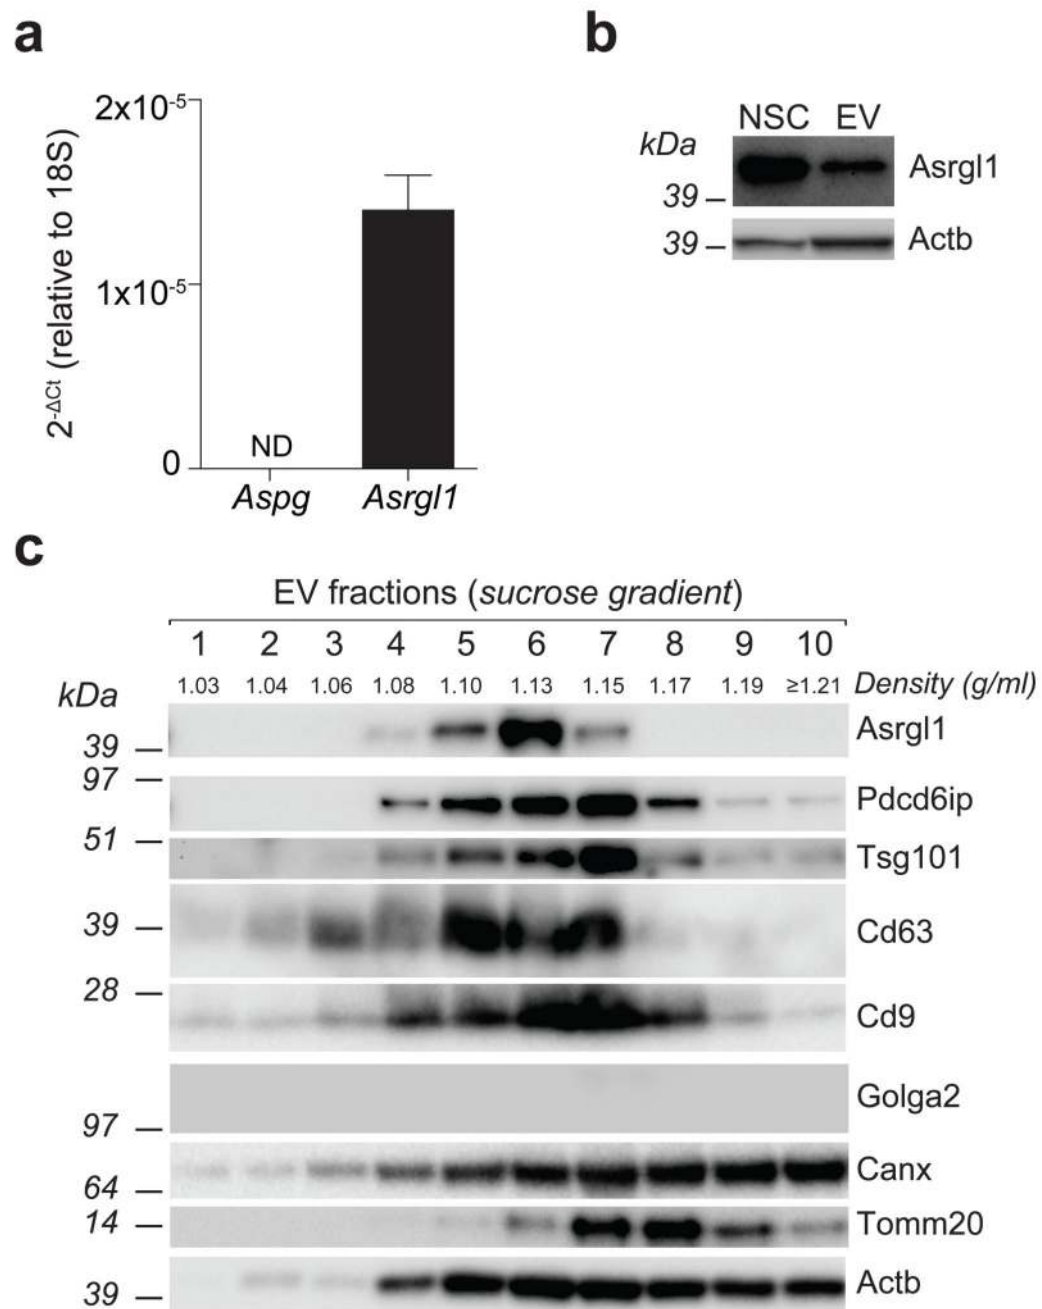 a
2x10⁻⁵
1x10⁻⁵
0
2^-ΔCt (relative to 18S)
ND
Aspg Asrgl1
b
NSC EV
kDa
39
Asrgl1
39
Actb
c
EV fractions (sucrose gradient)
1 2 3 4 5 6 7 8 9 10
kDa 1.03 1.04 1.06 1.08 1.10 1.13 1.15 1.17 1.19 ≥1.21 Density (g/ml)
39 Asrgl1
97 Pdcd6ip
51 Tsg101
39 Cd63
28 Cd9
97 Golga2
64 Canx
14 Tomm20
39 Actb